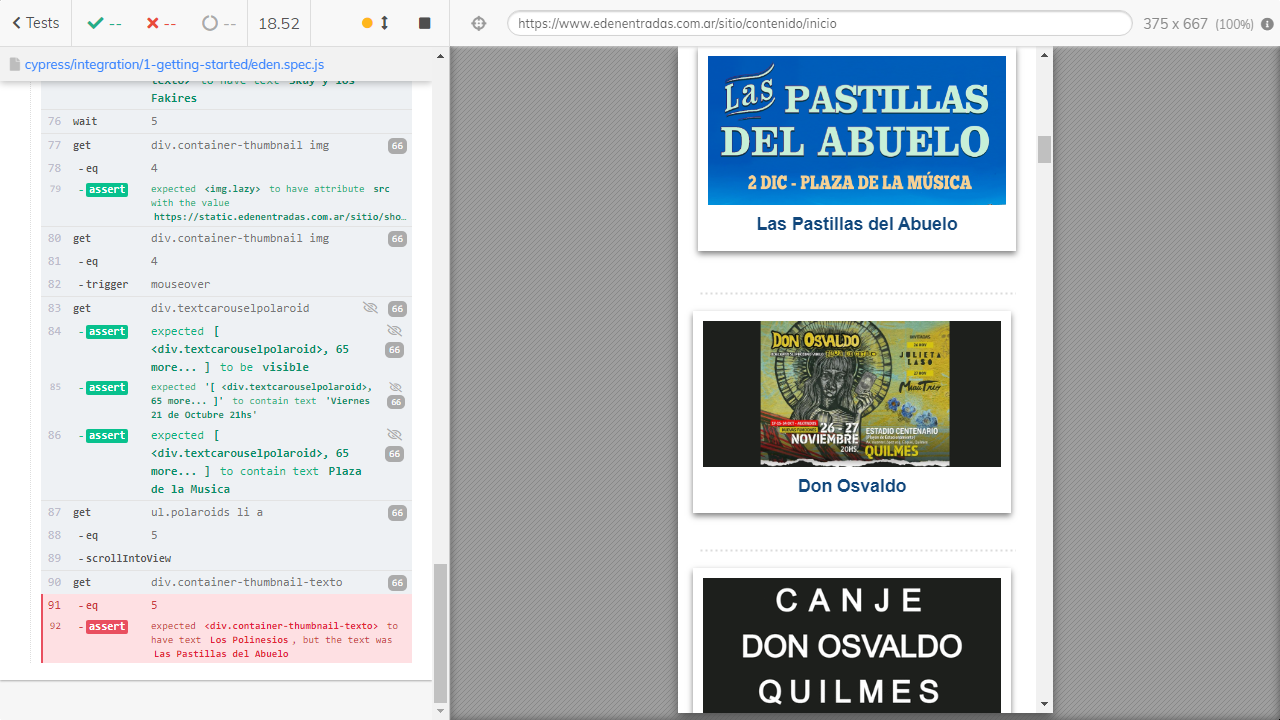 Tests
--
--
--
18.52
https://www.edenentradas.com.ar/sitio/contenido/inicio
375 x 667 (100%)
cypress/integration/1-getting-started/eden.spec.js
texto> to have text Skay y los
Fakires
76 wait 5
77 get div.container-thumbnail img 66
78 -eq 4
79 -assert expected <img.lazy> to have attribute src
with the value
https://static.edenentradas.com.ar/sitio/sho…
80 get div.container-thumbnail img 66
81 -eq 4
82 -trigger mouseover
83 get div.textcarouselpolaroid 66
84 -assert expected [
<div.textcarouselpolaroid>, 65 66
more... ] to be visible
85 -assert expected '[ <div.textcarouselpolaroid>,
65 more... ]' to contain text 'Viernes 66
21 de Octubre 21hs'
86 -assert expected [
<div.textcarouselpolaroid>, 65 66
more... ] to contain text Plaza
de la Musica
87 get ul.polaroids li a 66
88 -eq 5
89 -scrollIntoView
90 get div.container-thumbnail-texto 66
91 -eq 5
92 -assert expected <div.container-thumbnail-texto> to
have text Los Polinesios, but the text was
Las Pastillas del Abuelo
Las PASTILLAS
DEL ABUELO
2 DIC - PLAZA DE LA MÚSICA
Las Pastillas del Abuelo
DON OSVALDO
JULIETA
LASO
26 - 27
NOVIEMBRE
20HS.
ESTADIO CENTENARIO
QUILMES
Don Osvaldo
CANJE
DON OSVALDO
QUILMES